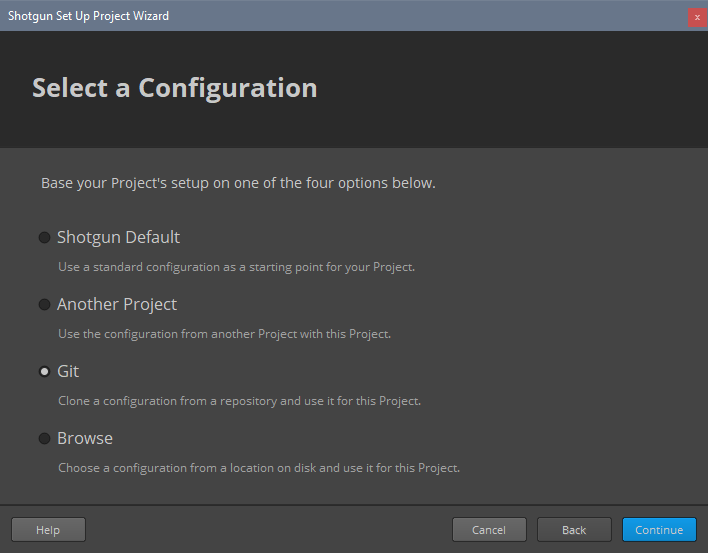 Shotgun Set Up Project Wizard
x
Select a Configuration
Base your Project's setup on one of the four options below.
Shotgun Default
Use a standard configuration as a starting point for your Project.
Another Project
Use the configuration from another Project with this Project.
Git
Clone a configuration from a repository and use it for this Project.
Browse
Choose a configuration from a location on disk and use it for this Project.
Help
Cancel
Back
Continue